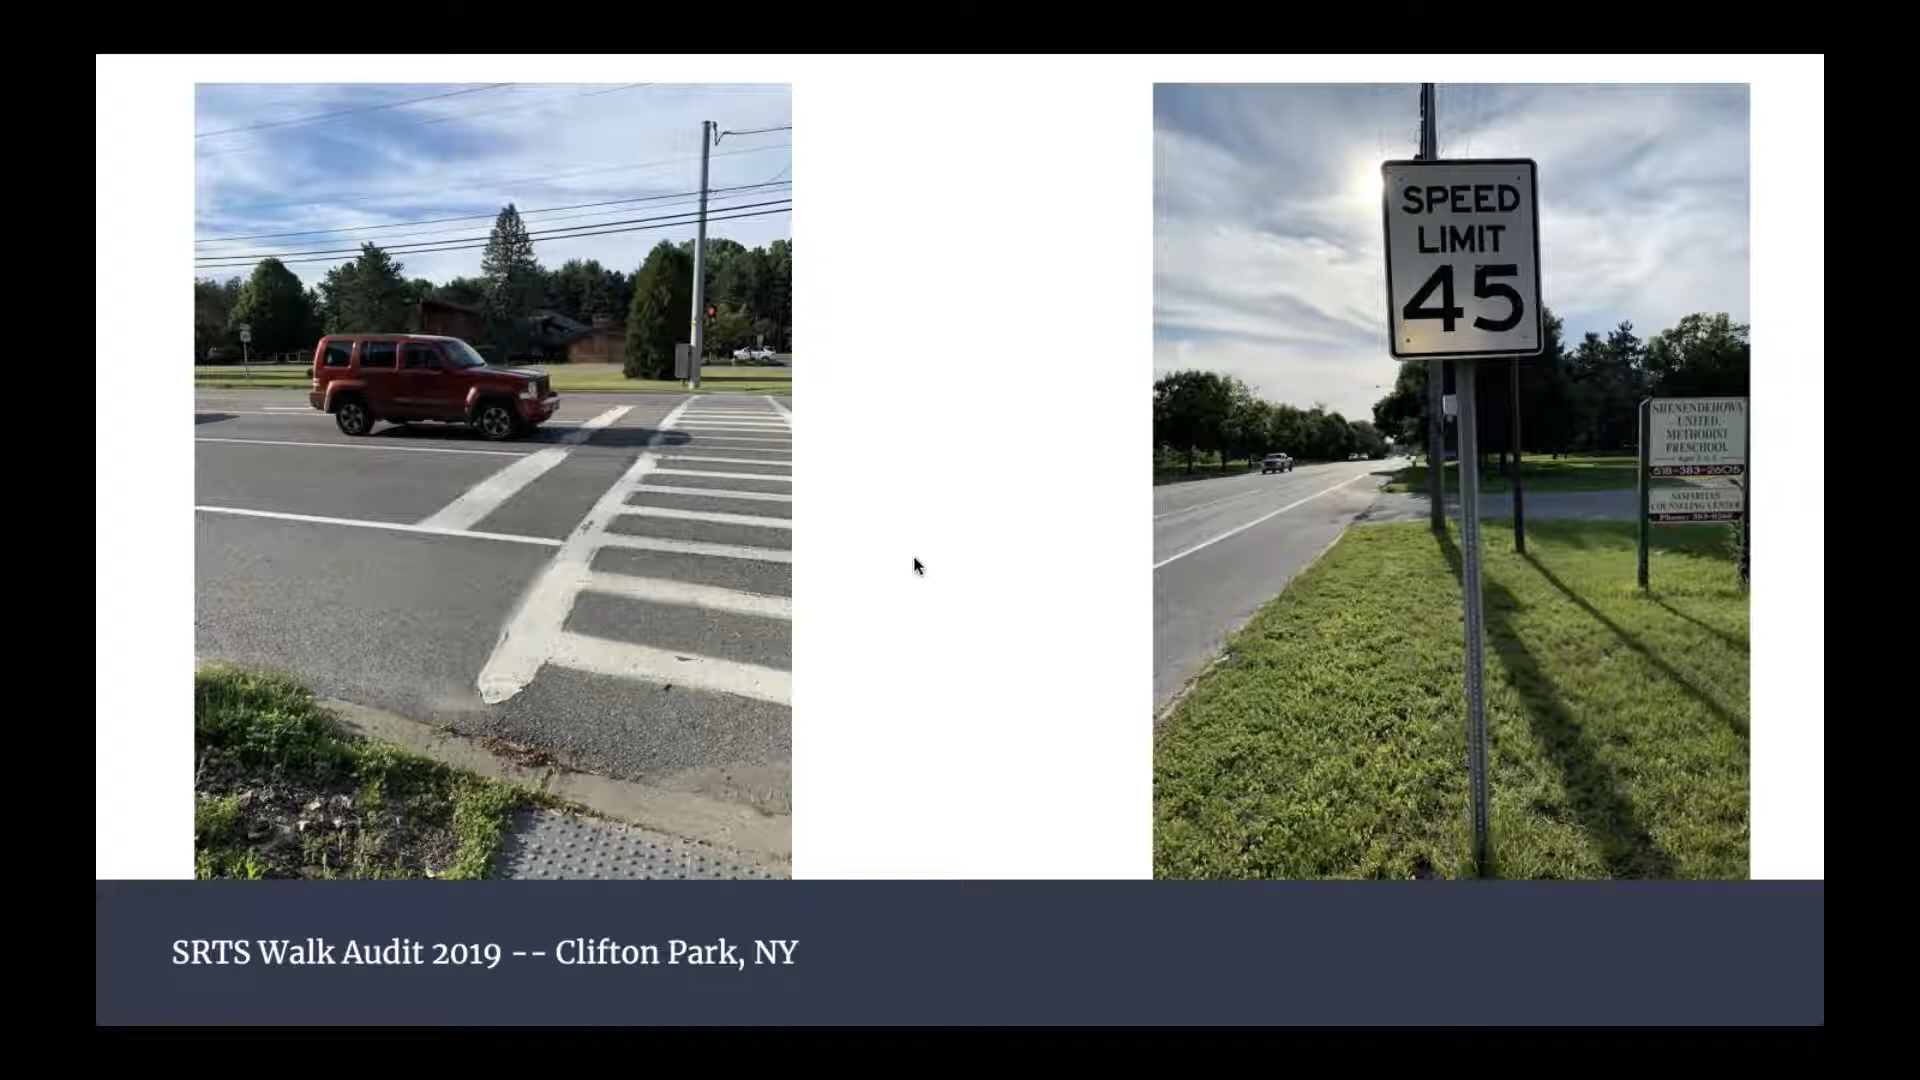 SPEED
LIMIT
45
SHENENDEHOWA
UNITED
METHODIST
PRESCHOOL
518-383-2605
SAMARITAN
COUNSELING CENTER
SRTS Walk Audit 2019 -- Clifton Park, NY